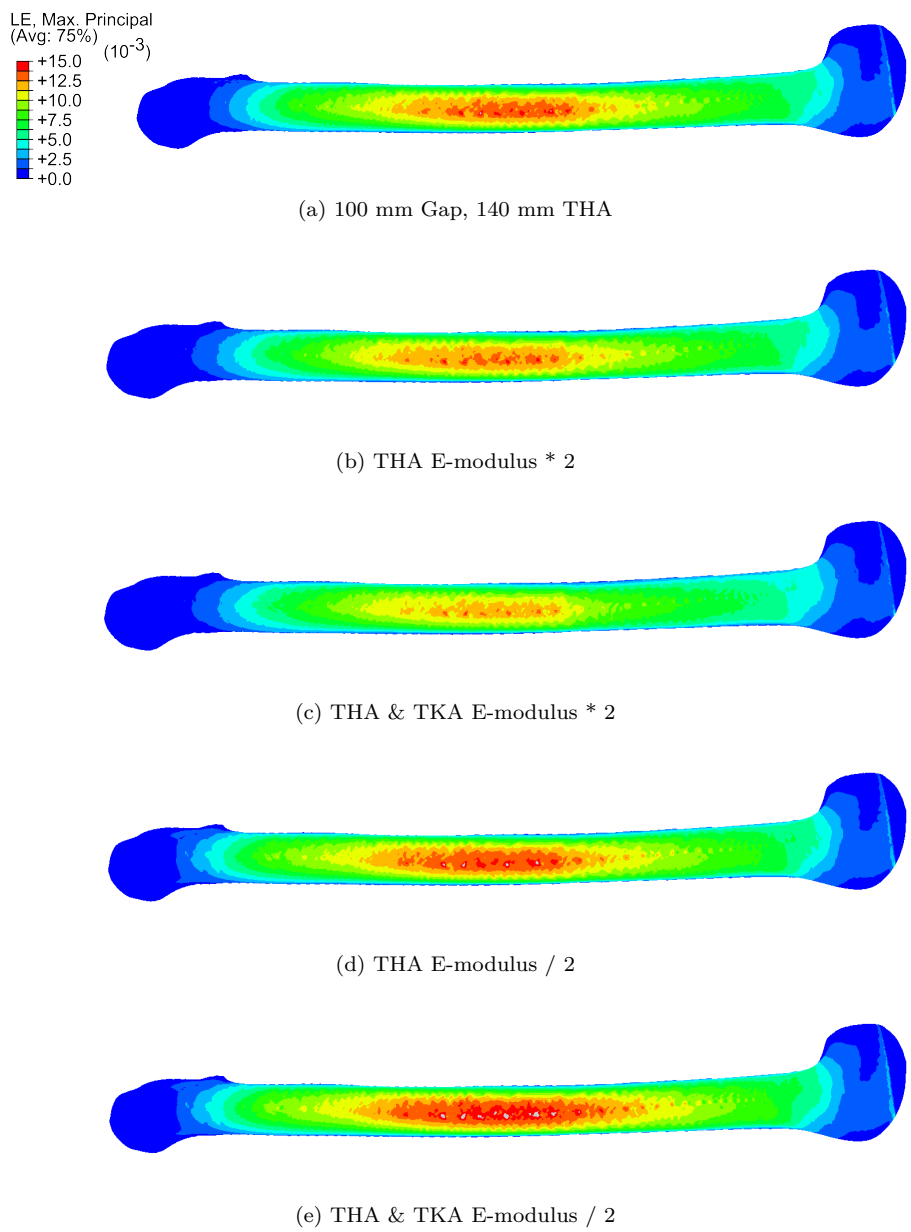 LE, Max. Principal
(Avg: 75%)
(10-3)
+15.0
+12.5
+10.0
+7.5
+5.0
+2.5
+0.0
(a) 100 mm Gap, 140 mm THA
(b) THA E-modulus * 2
(c) THA & TKA E-modulus * 2
(d) THA E-modulus / 2
(e) THA & TKA E-modulus / 2